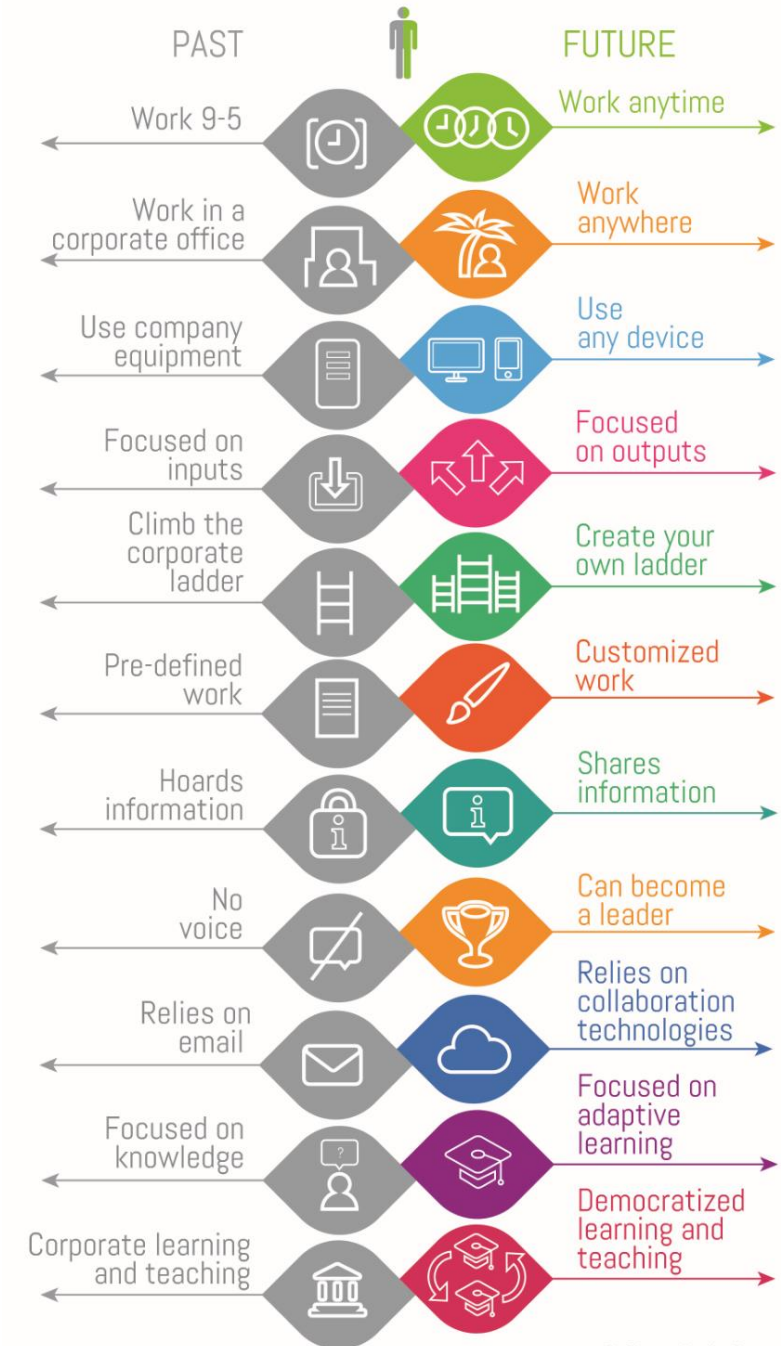 PAST
FUTURE
Work 9-5
Work anytime
Work in a
corporate office
Work
anywhere
Use company
equipment
Use
any device
Focused on
inputs
Focused
on outputs
Climb the
corporate
ladder
Create your
own ladder
Pre-defined
work
Customized
work
Hoards
information
i
Shares
information
i
No
voice
Can become
a leader
Relies on
email
Relies on
collaboration
technologies
Focused on
knowledge
?
Focused on
adaptive
learning
Corporate learning
and teaching
Democratized
learning and
teaching